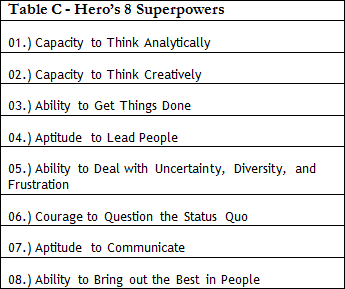 Table C - Hero’s 8 Superpowers
01.) Capacity to Think Analytically
02.) Capacity to Think Creatively
03.) Ability to Get Things Done
04.) Aptitude to Lead People
05.) Ability to Deal with Uncertainty, Diversity, and
Frustration
06.) Courage to Question the Status Quo
07.) Aptitude to Communicate
08.) Ability to Bring out the Best in People